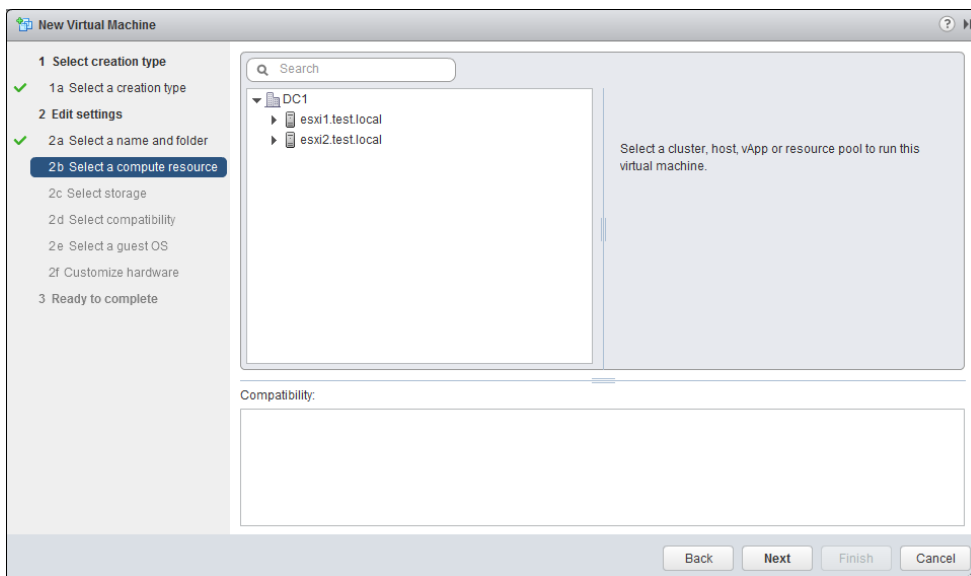 New Virtual Machine
1 Select creation type
1a Select a creation type
2 Edit settings
2a Select a name and folder
2b Select a compute resource
2c Select storage
2d Select compatibility
2e Select a guest OS
2f Customize hardware
3 Ready to complete
Search
DC1
esxi1.test.local
esxi2.test.local
Select a cluster, host, vApp or resource pool to run this
virtual machine.
Compatibility:
Back
Next
Finish
Cancel